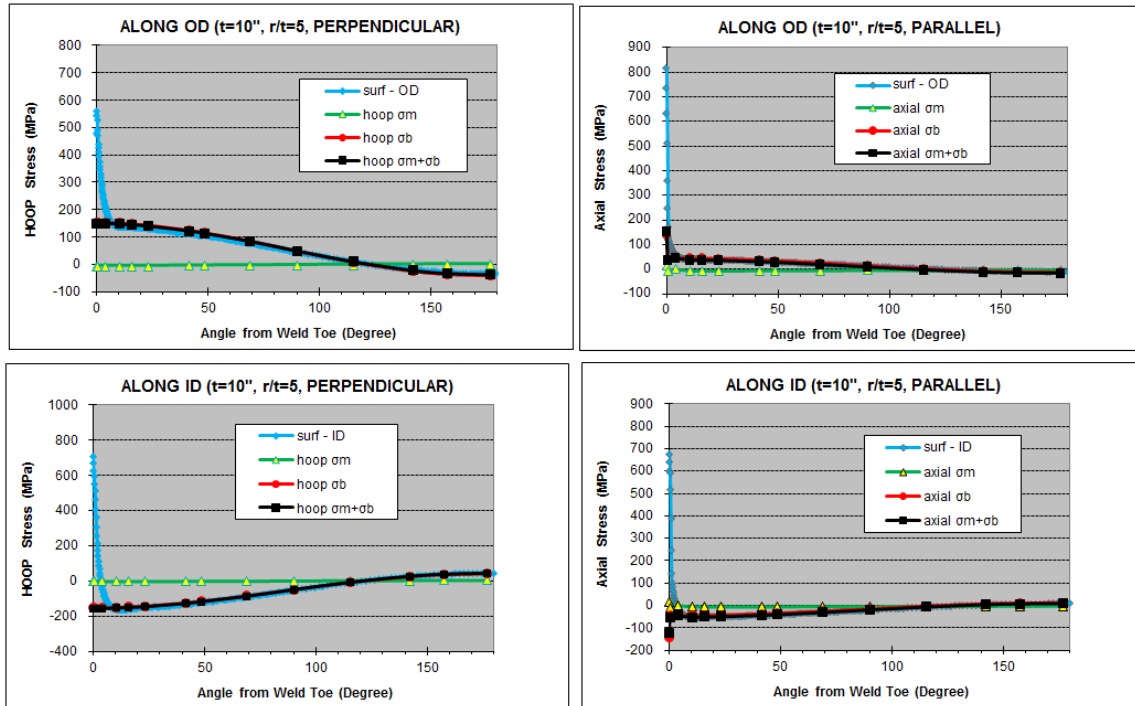 ALONG OD (t=10", r/t=5, PERPENDICULAR)
HOOP Stress (MPa)
800
700
600
500
400
300
200
100
0
-100
surf - OD
hoop σm
hoop σb
hoop σm+σb
0
50
100
150
Angle from Weld Toe (Degree)
ALONG OD (t=10", r/t=5, PARALLEL)
Axial Stress (MPa)
900
800
700
600
500
400
300
200
100
0
-100
surf - OD
axial σm
axial σb
axial σm+σb
0
50
100
150
Angle from Weld Toe (Degree)
ALONG ID (t=10", r/t=5, PERPENDICULAR)
HOOP Stress (MPa)
1000
800
600
400
200
0
-200
-400
surf - ID
hoop σm
hoop σb
hoop σm+σb
0
50
100
150
Angle from Weld Toe (Degree)
ALONG ID (t=10", r/t=5, PARALLEL)
Axial Stress (MPa)
900
800
700
600
500
400
300
200
100
0
-100
-200
surf - ID
axial σm
axial σb
axial σm+σb
0
50
100
150
Angle from Weld Toe (Degree)